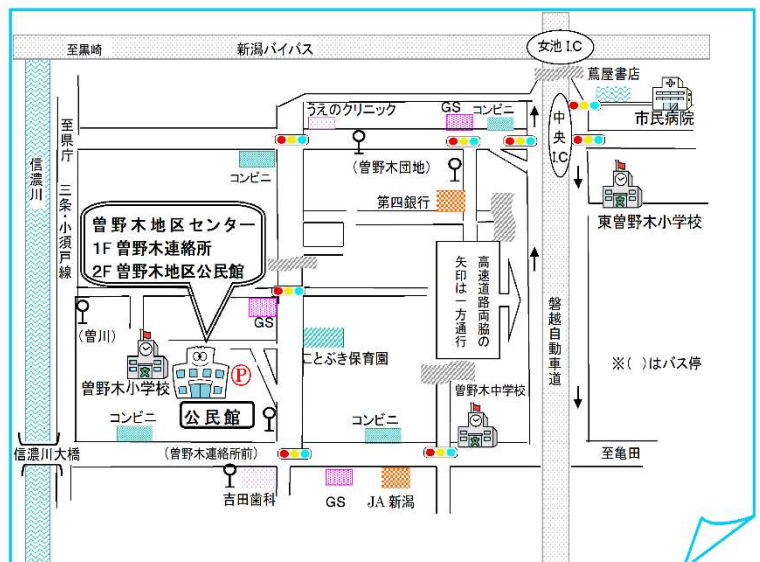 至黒崎
新潟バイパス
女池I.C
蔦屋書店
市民病院
うえのクリニック
GS
コンビニ
中央I.C
至県庁
三条・小須戸線
信濃川
コンビニ
(曽野木団地)
第四銀行
東曽野木小学校
曽野木地区センター
1F 曽野木連絡所
2F 曽野木地区公民館
高速道路両脇の
矢印は一方通行
磐越自動車道
(曽川)
GS
ことぶき保育園
※( )はバス停
曽野木小学校
P
曽野木中学校
公民館
コンビニ
コンビニ
信濃川大橋
(曽野木連絡所前)
至亀田
吉田歯科
GS
JA新潟